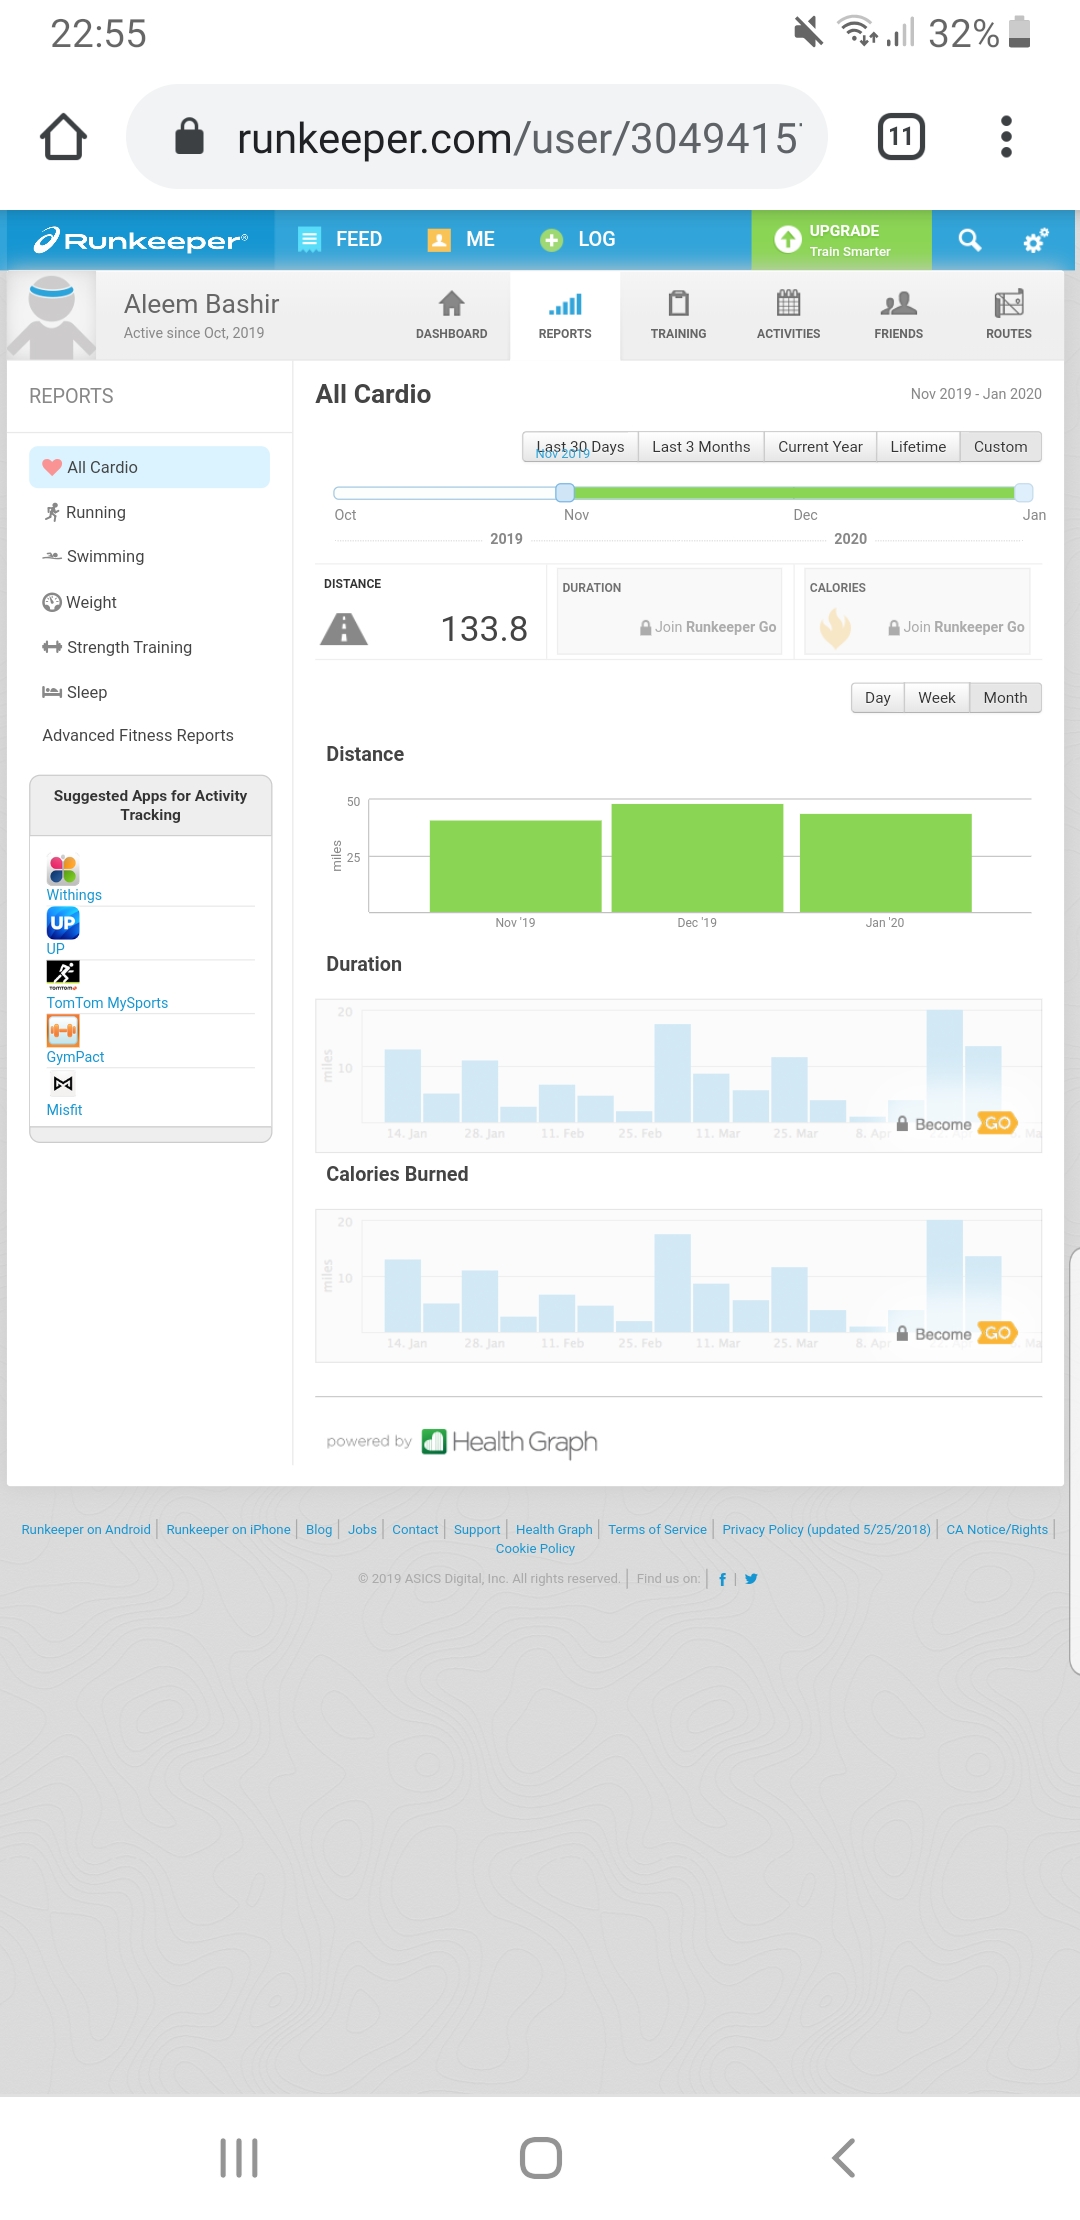 22:55 32%
runkeeper.com/user/3049415
11
Runkeeper FEED ME LOG UPGRADE
Train Smarter
Aleem Bashir
Active since Oct, 2019
DASHBOARD REPORTS TRAINING ACTIVITIES FRIENDS ROUTES
REPORTS
All Cardio
Running
Swimming
Weight
Strength Training
Sleep
Advanced Fitness Reports
Suggested Apps for Activity
Tracking
Withings
UP
UP
TOMTOM
TomTom MySports
GymPact
Misfit
All Cardio Nov 2019 - Jan 2020
Last 30 Days Last 3 Months Current Year Lifetime Custom
Nov 2019
Oct Nov Dec Jan
2019 2020
DISTANCE DURATION CALORIES
133.8 Join Runkeeper Go Join Runkeeper Go
Day Week Month
Distance
50
miles
25
Nov '19 Dec '19 Jan '20
Duration
20
miles
10
Become GO
14. Jan 28. Jan 11. Feb 25. Feb 11. Mar 25. Mar 8. Apr
Calories Burned
20
miles
10
Become GO
14. Jan 28. Jan 11. Feb 25. Feb 11. Mar 25. Mar 8. Apr
powered by Health Graph
Runkeeper on Android Runkeeper on iPhone Blog Jobs Contact Support Health Graph Terms of Service Privacy Policy (updated 5/25/2018) CA Notice/Rights
Cookie Policy
© 2019 ASICS Digital, Inc. All rights reserved. Find us on: f |